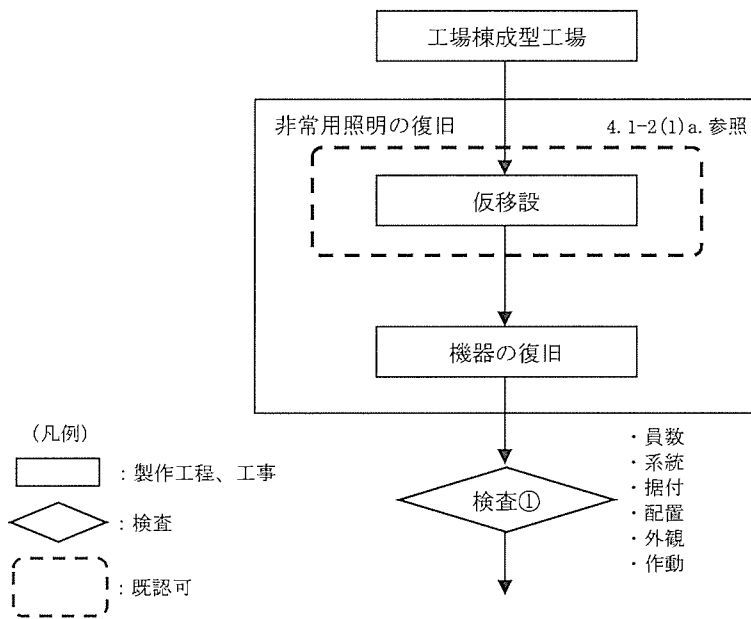 工場棟成型工場
非常用照明の復旧
4.1-2(1)a.参照
仮移設
機器の復旧
検査①
・員数
・系統
・据付
・配置
・外観
・作動
(凡例)
：製作工程、工事
：検査
：既認可